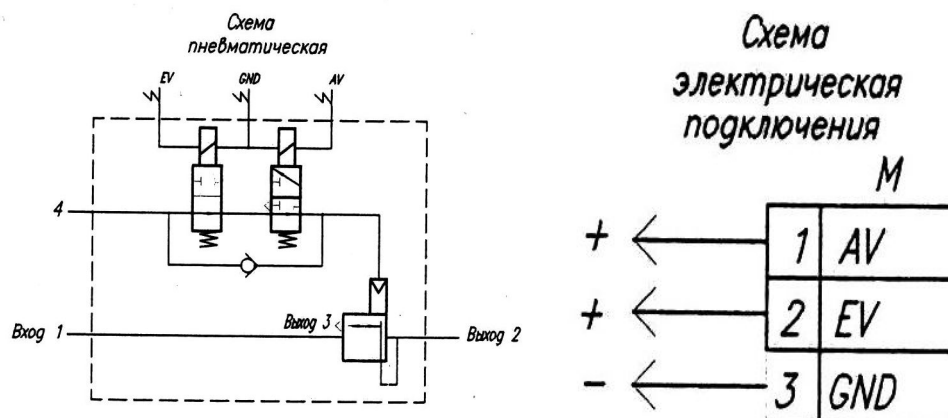 Схема
пневматическая
EV
GND
AV
4
Вход 1
Выход 3
Выход 2
Схема
электрическая
подключения
M
+
1
AV
+
2
EV
-
3
GND